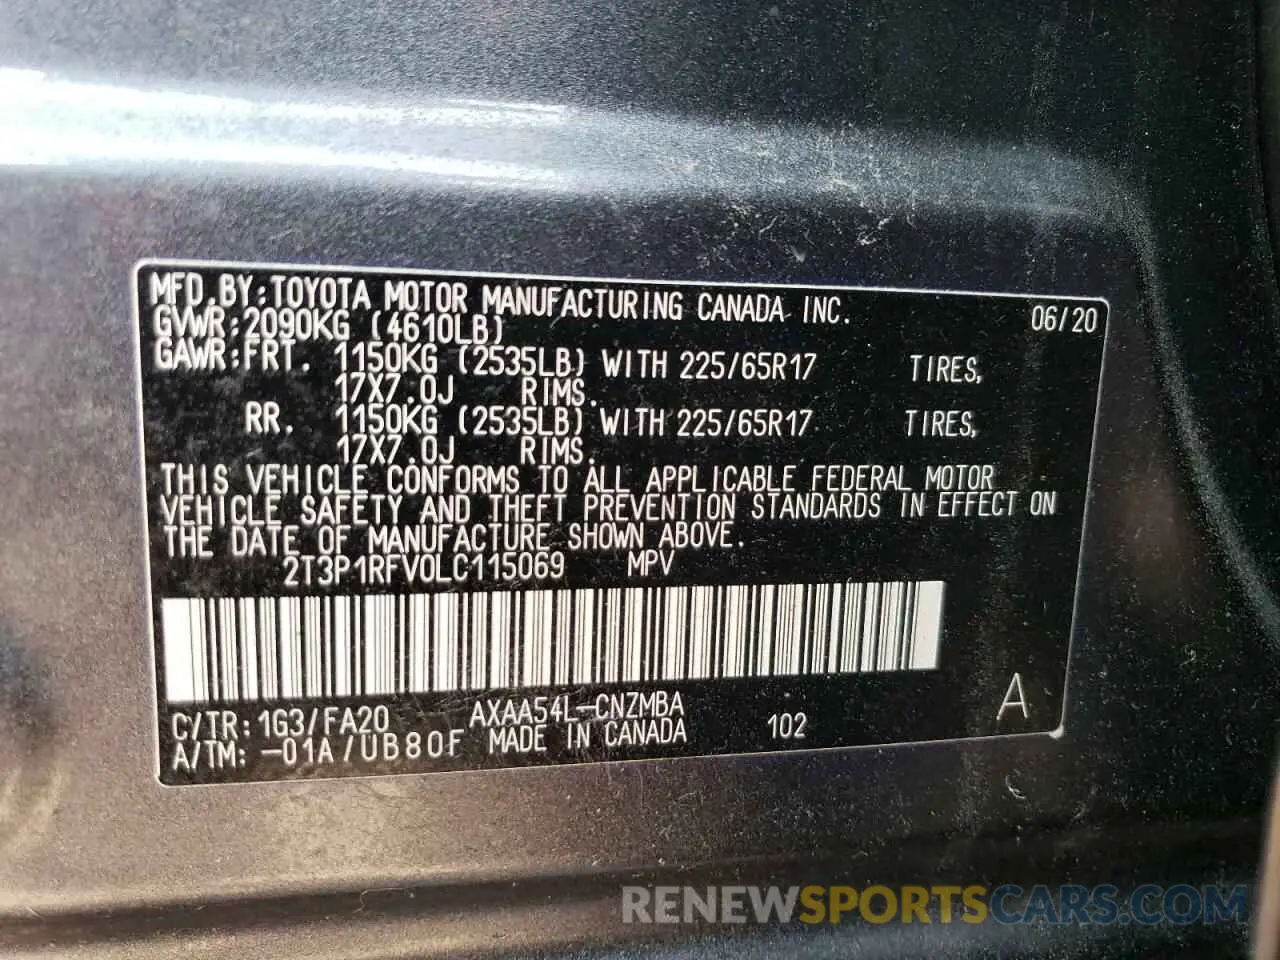 MFD.BY:TOYOTA MOTOR MANUFACTURING CANADA INC. 06/20
GVWR:2090KG (4610LB)
GAWR:FRT. 1150KG (2535LB) WITH 225/65R17 TIRES,
17X7.0J RIMS.
RR. 1150KG (2535LB) WITH 225/65R17 TIRES,
17X7.0J RIMS.
THIS VEHICLE CONFORMS TO ALL APPLICABLE FEDERAL MOTOR
VEHICLE SAFETY AND THEFT PREVENTION STANDARDS IN EFFECT ON
THE DATE OF MANUFACTURE SHOWN ABOVE.
2T3P1RFV0LC115069 MPV
C/TR: 1G3/FA20 AXAA54L-CNZMBA
A/TM: -01A/UB80F MADE IN CANADA 102 A
RENEWSPORTSCARS.COM